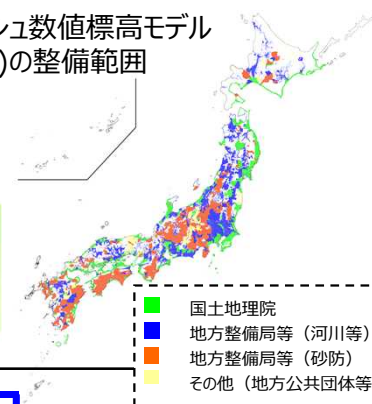 ュ数値標高モデル
)の整備範囲
国土地理院
地方整備局等（河川等）
地方整備局等（砂防）
その他（地方公共団体等